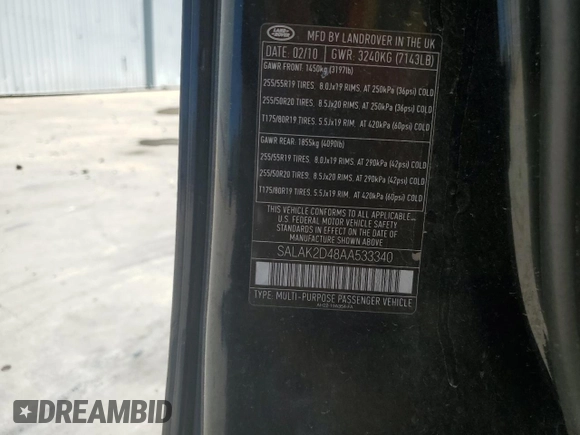 LAND ROVER
MFD BY LANDROVER IN THE UK
DATE: 02/10 GWR: 3240KG (7143LB)
GAWR FRONT: 1450kg (3197lb)
255/55R19 TIRES. 8.0Jx19 RIMS. AT 250kPa (36psi) COLD
255/50R20 TIRES. 8.5Jx20 RIMS. AT 250kPa (36psi) COLD
T175/80R19 TIRES. 5.5Jx19 RIM. AT 420kPa (60psi) COLD
GAWR REAR: 1855kg (4090lb)
255/55R19 TIRES. 8.0Jx19 RIMS. AT 290kPa (42psi) COLD
255/50R20 TIRES. 8.5Jx20 RIMS. AT 290kPa (42psi) COLD
T175/80R19 TIRES. 5.5Jx19 RIM. AT 420kPa (60psi) COLD
THIS VEHICLE CONFORMS TO ALL APPLICABLE
U.S. FEDERAL MOTOR VEHICLE SAFETY
STANDARDS IN EFFECT ON THE DATE OF
MANUFACTURE SHOWN ABOVE
SALAK2D48AA533340
TYPE: MULTI-PURPOSE PASSENGER VEHICLE
DREAMBID